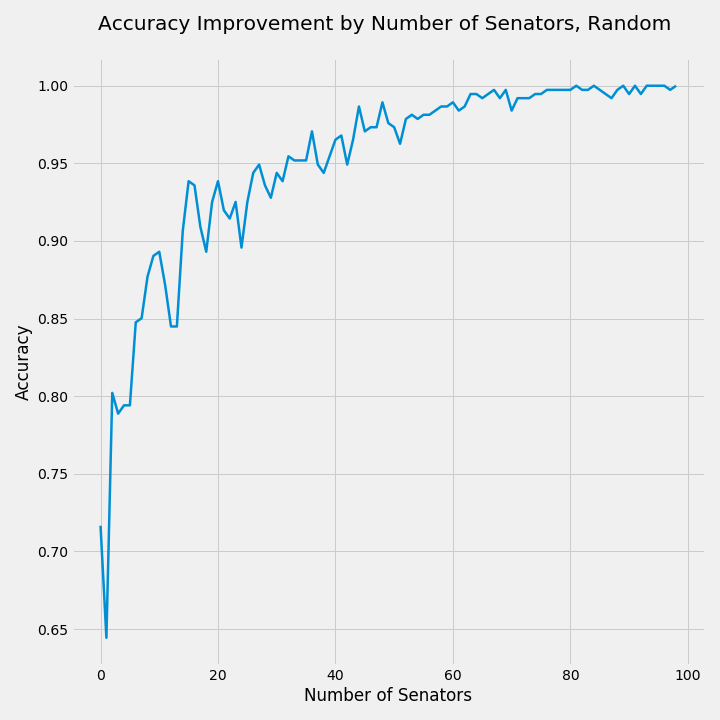 Accuracy Improvement by Number of Senators, Random
1.00
0.95
0.90
0.85
0.80
0.75
0.70
0.65
Accuracy
0 20 40 60 80 100
Number of Senators